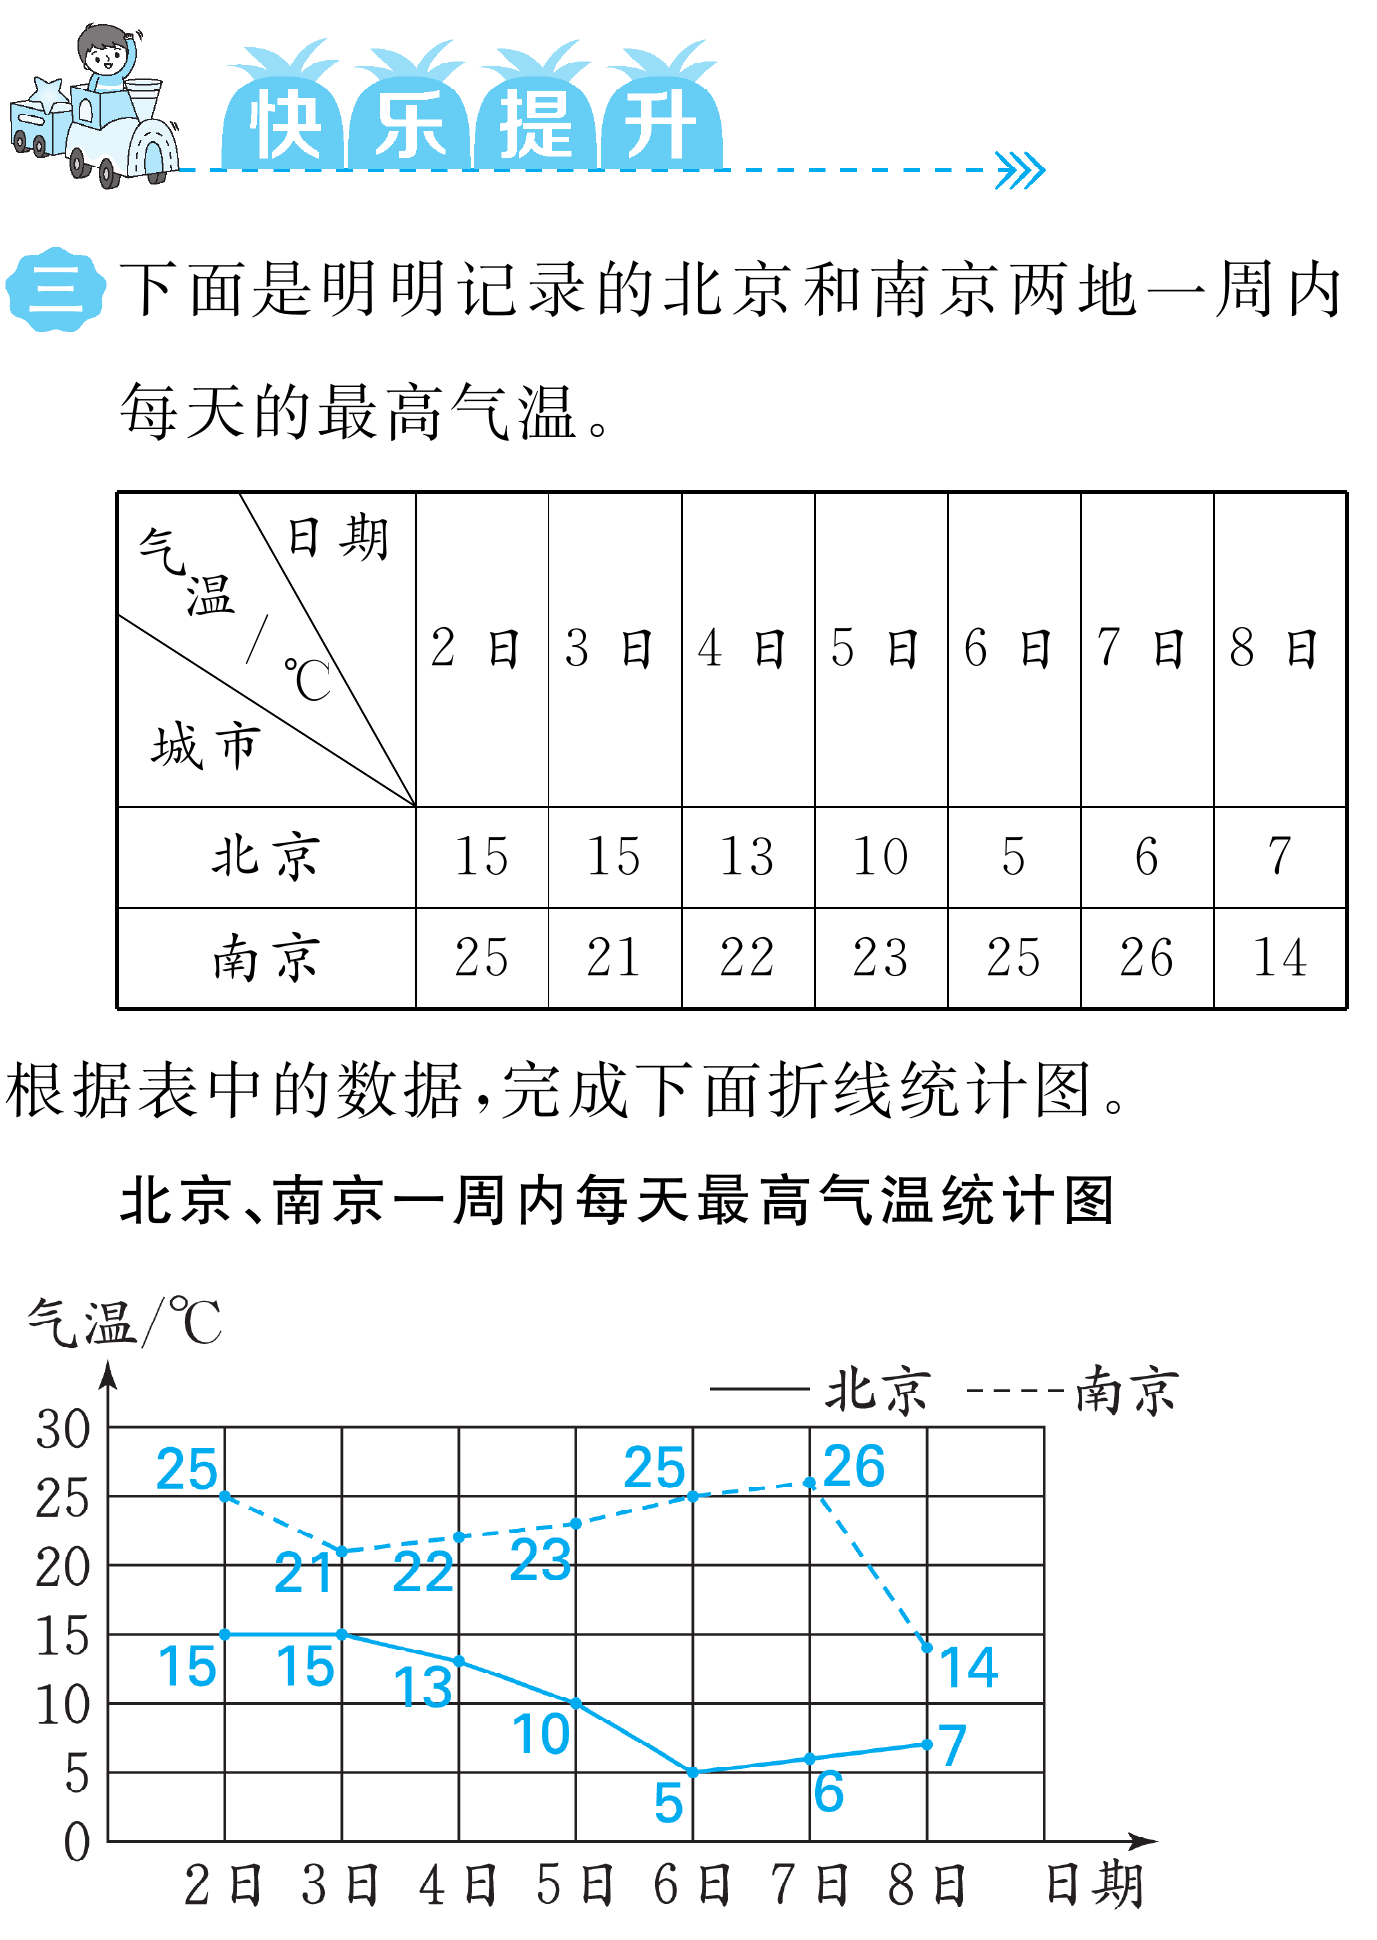 快乐提升
三 下面是明明记录的北京和南京两地一周内
每天的最高气温。
气温/℃ 日期 城市 2日 3日 4日 5日 6日 7日 8日
北京 15 15 13 10 5 6 7
南京 25 21 22 23 25 26 14
根据表中的数据,完成下面折线统计图。
北京、南京一周内每天最高气温统计图
气温/℃
北京 南京
30
25
20
15
10
5
0
25 21 22 23 25 26 14
15 15 13 10 5 6 7
2日 3日 4日 5日 6日 7日 8日 日期